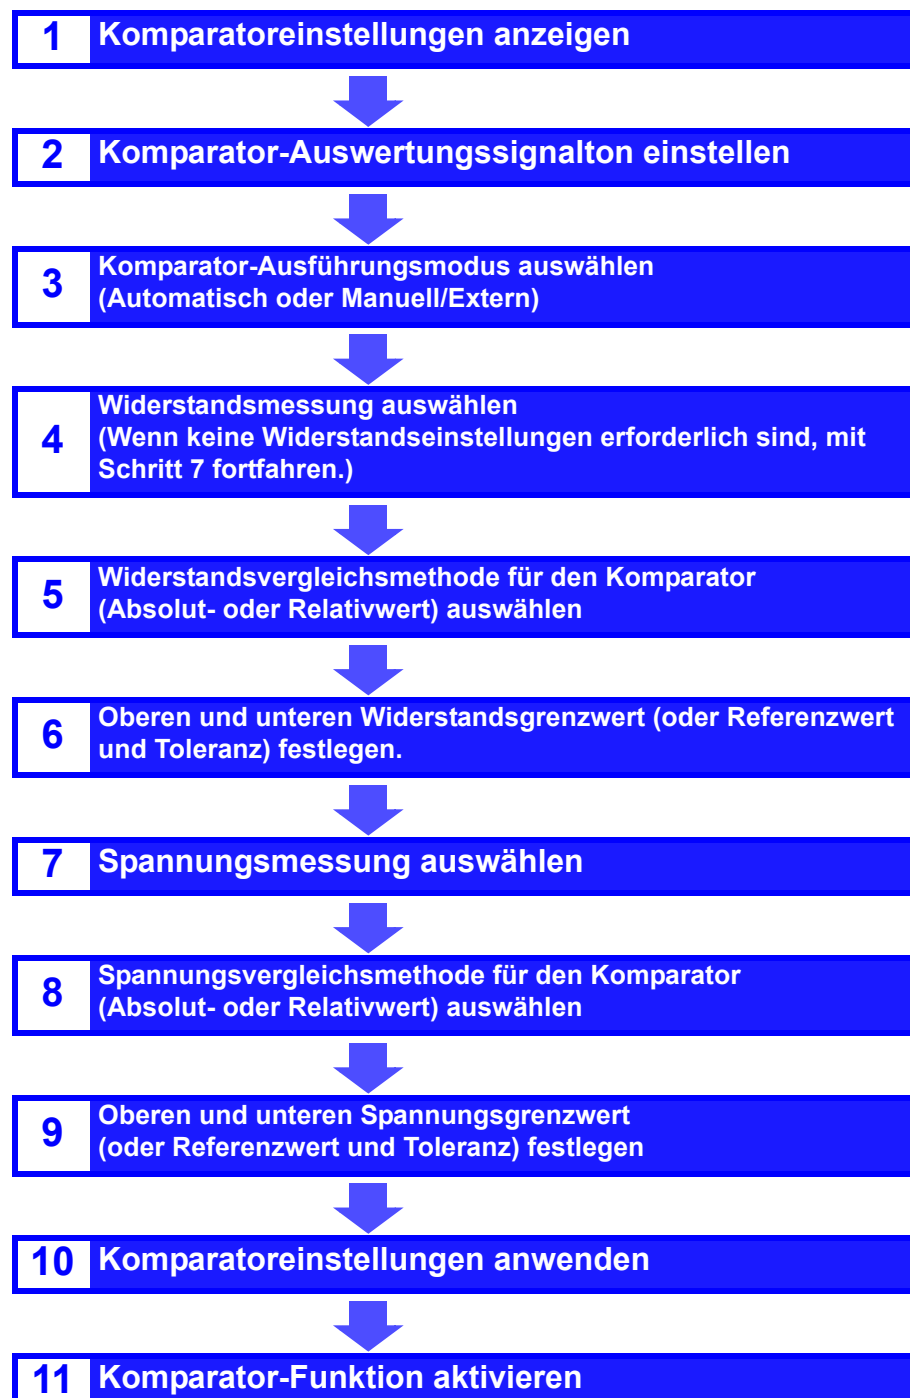 1 Komparatoreinstellungen anzeigen
2 Komparator-Auswertungssignalton einstellen
3 Komparator-Ausführungsmodus auswählen
(Automatisch oder Manuell/Extern)
4 Widerstandsmessung auswählen
(Wenn keine Widerstandseinstellungen erforderlich sind, mit
Schritt 7 fortfahren.)
5 Widerstandsvergleichsmethode für den Komparator
(Absolut- oder Relativwert) auswählen
6 Oberen und unteren Widerstandsgrenzwert (oder Referenzwert
und Toleranz) festlegen.
7 Spannungsmessung auswählen
8 Spannungsvergleichsmethode für den Komparator
(Absolut- oder Relativwert) auswählen
9 Oberen und unteren Spannungsgrenzwert
(oder Referenzwert und Toleranz) festlegen
10 Komparatoreinstellungen anwenden
11 Komparator-Funktion aktivieren